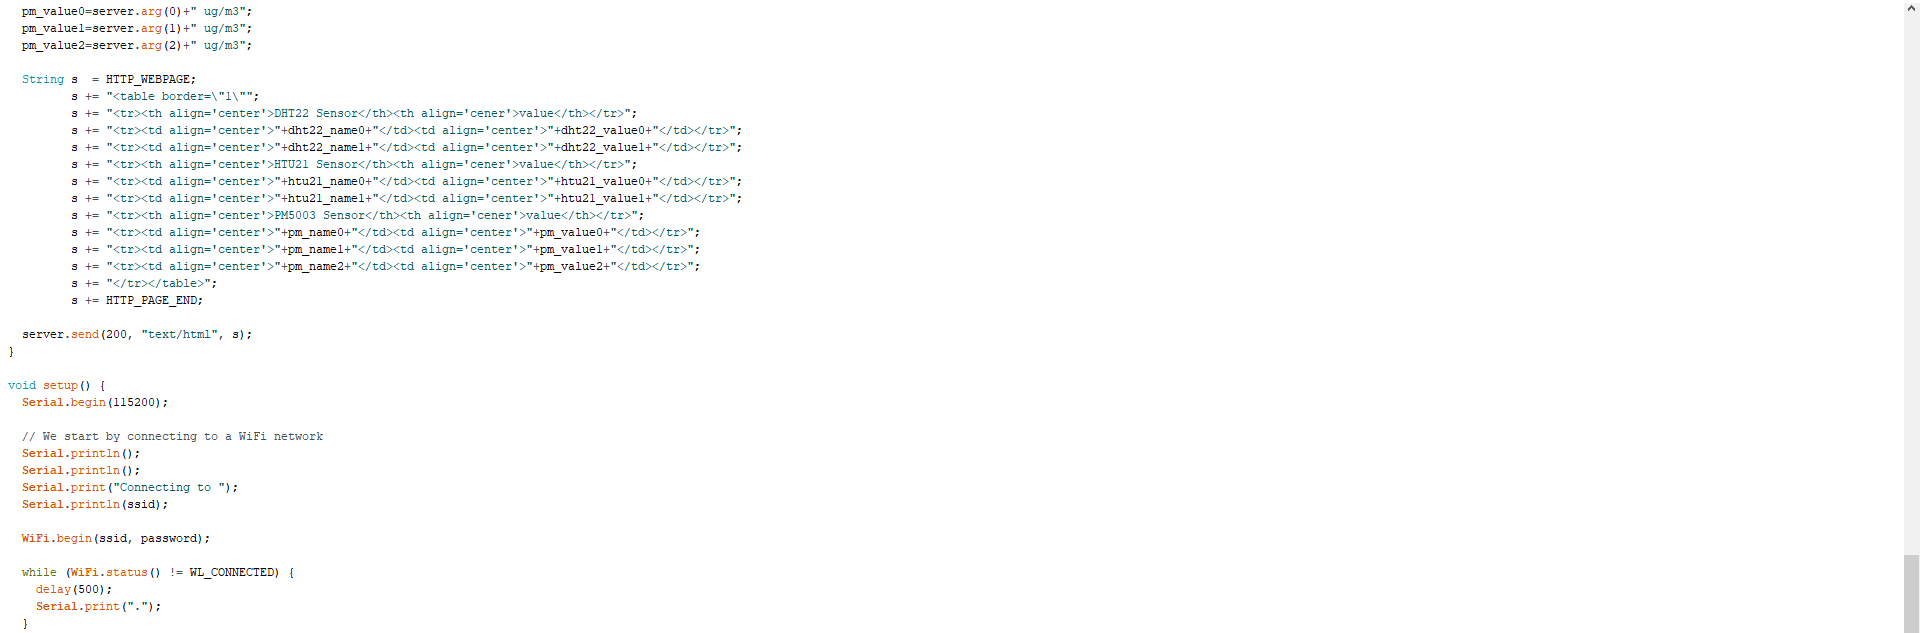 pm_value0=server.arg(0)+" ug/m3";
pm_value1=server.arg(1)+" ug/m3";
pm_value2=server.arg(2)+" ug/m3";
String s  = HTTP_WEBPAGE;
s += "<table border=\"1\"";
s += "<tr><th align='center'>DHT22 Sensor</th><th align='cener'>value</th></tr>";
s += "<tr><td align='center'>"+dht22_name0+"</td><td align='center'>"+dht22_value0+"</td></tr>";
s += "<tr><td align='center'>"+dht22_name1+"</td><td align='center'>"+dht22_value1+"</td></tr>";
s += "<tr><th align='center'>HTU21 Sensor</th><th align='cener'>value</th></tr>";
s += "<tr><td align='center'>"+htu21_name0+"</td><td align='center'>"+htu21_value0+"</td></tr>";
s += "<tr><td align='center'>"+htu21_name1+"</td><td align='center'>"+htu21_value1+"</td></tr>";
s += "<tr><th align='center'>PM5003 Sensor</th><th align='cener'>value</th></tr>";
s += "<tr><td align='center'>"+pm_name0+"</td><td align='center'>"+pm_value0+"</td></tr>";
s += "<tr><td align='center'>"+pm_name1+"</td><td align='center'>"+pm_value1+"</td></tr>";
s += "<tr><td align='center'>"+pm_name2+"</td><td align='center'>"+pm_value2+"</td></tr>";
s += "</tr></table>";
s += HTTP_PAGE_END;
server.send(200, "text/html", s);
}
void setup() {
Serial.begin(115200);
// We start by connecting to a WiFi network
Serial.println();
Serial.println();
Serial.print("Connecting to ");
Serial.println(ssid);
WiFi.begin(ssid, password);
while (WiFi.status() != WL_CONNECTED) {
delay(500);
Serial.print(".");
}